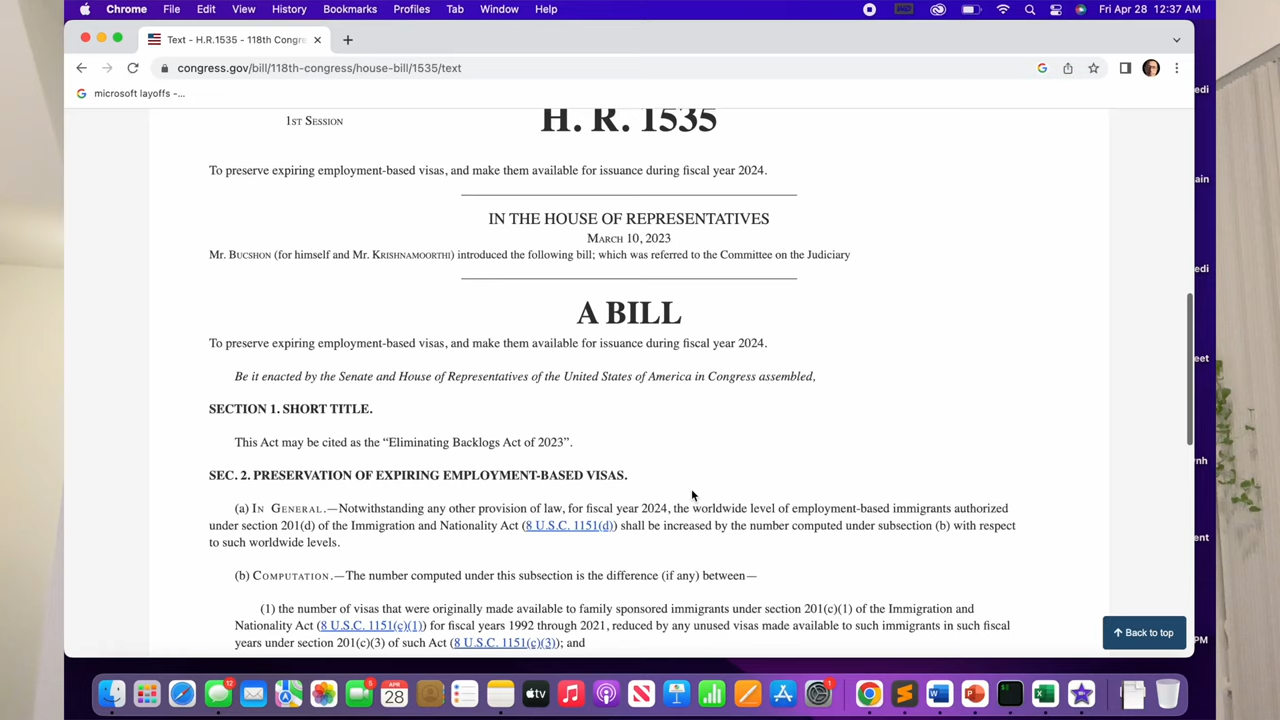 Chrome File Edit View History Bookmarks Profiles Tab Window Help Fri Apr 28 12:37 AM
Text - H.R.1535 - 118th Congre
congress.gov/bill/118th-congress/house-bill/1535/text
microsoft layoffs -...
1ST SESSION
H. R. 1535
To preserve expiring employment-based visas, and make them available for issuance during fiscal year 2024.
IN THE HOUSE OF REPRESENTATIVES
MARCH 10, 2023
Mr. BUCSHON (for himself and Mr. KRISHNAMOORTHI) introduced the following bill; which was referred to the Committee on the Judiciary
A BILL
To preserve expiring employment-based visas, and make them available for issuance during fiscal year 2024.
Be it enacted by the Senate and House of Representatives of the United States of America in Congress assembled,
SECTION 1. SHORT TITLE.
This Act may be cited as the “Eliminating Backlogs Act of 2023”.
SEC. 2. PRESERVATION OF EXPIRING EMPLOYMENT-BASED VISAS.
(a) IN GENERAL.—Notwithstanding any other provision of law, for fiscal year 2024, the worldwide level of employment-based immigrants authorized
under section 201(d) of the Immigration and Nationality Act (8 U.S.C. 1151(d)) shall be increased by the number computed under subsection (b) with respect
to such worldwide levels.
(b) COMPUTATION.—The number computed under this subsection is the difference (if any) between—
(1) the number of visas that were originally made available to family sponsored immigrants under section 201(c)(1) of the Immigration and
Nationality Act (8 U.S.C. 1151(c)(1)) for fiscal years 1992 through 2021, reduced by any unused visas made available to such immigrants in such fiscal
years under section 201(c)(3) of such Act (8 U.S.C. 1151(c)(3)); and
Back to top
12
6
APR
28
tv
1